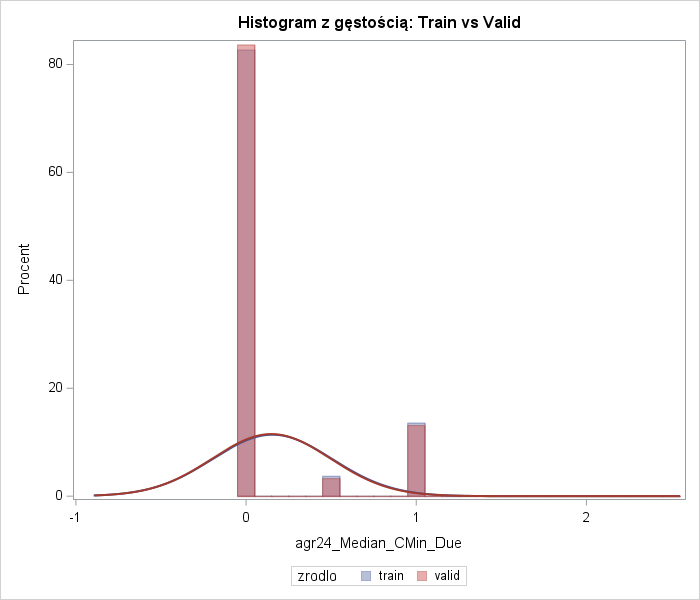 Histogram z gęstością: Train vs Valid
80
60
40
20
0
Procent
-1
0
1
2
agr24_Median_CMin_Due
zrodlo train valid